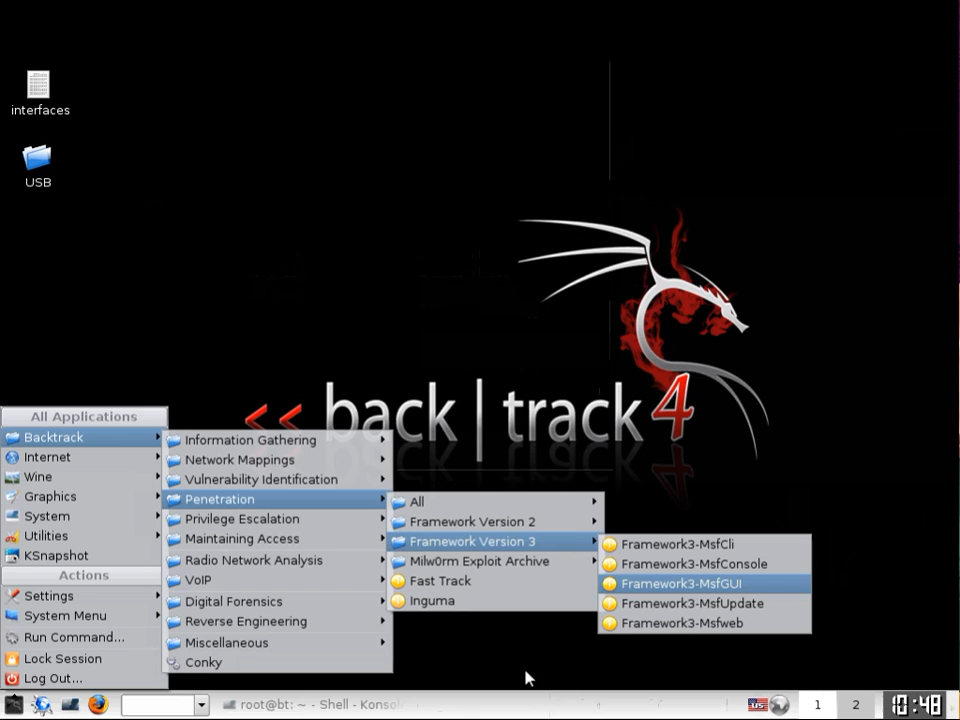 interfaces
USB
<< back | track 4
All Applications
Backtrack
Internet
Wine
Graphics
System
Utilities
KSnapshot
Actions
Settings
System Menu
Run Command...
Lock Session
Log Out...
Information Gathering
Network Mappings
Vulnerability Identification
Penetration
Privilege Escalation
Maintaining Access
Radio Network Analysis
VoIP
Digital Forensics
Reverse Engineering
Miscellaneous
Conky
All
Framework Version 2
Framework Version 3
Milw0rm Exploit Archive
Fast Track
Inguma
Framework3-MsfCli
Framework3-MsfConsole
Framework3-MsfGUI
Framework3-MsfUpdate
Framework3-Msfweb
root@bt: ~ - Shell - Konso
US
1
2
10:48